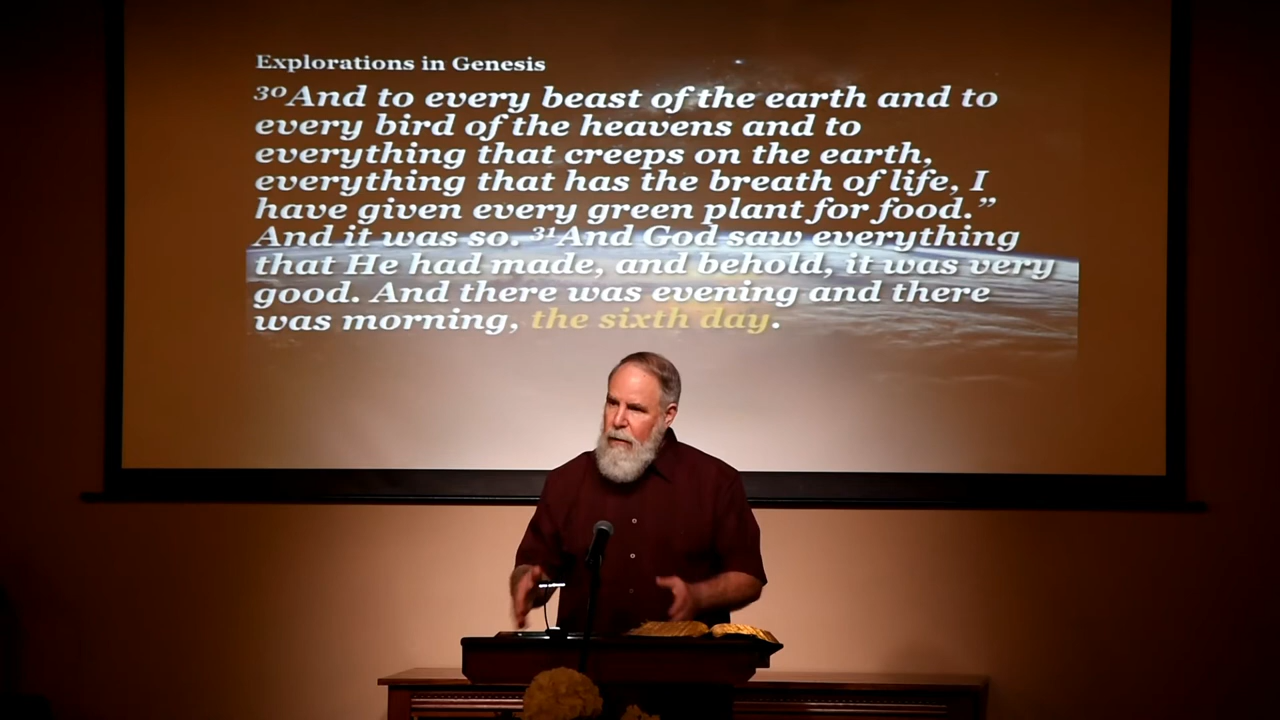 Explorations in Genesis
³⁰And to every beast of the earth and to
every bird of the heavens and to
everything that creeps on the earth,
everything that has the breath of life, I
have given every green plant for food.”
And it was so. ³¹And God saw everything
that He had made, and behold, it was very
good. And there was evening and there
was morning, the sixth day.